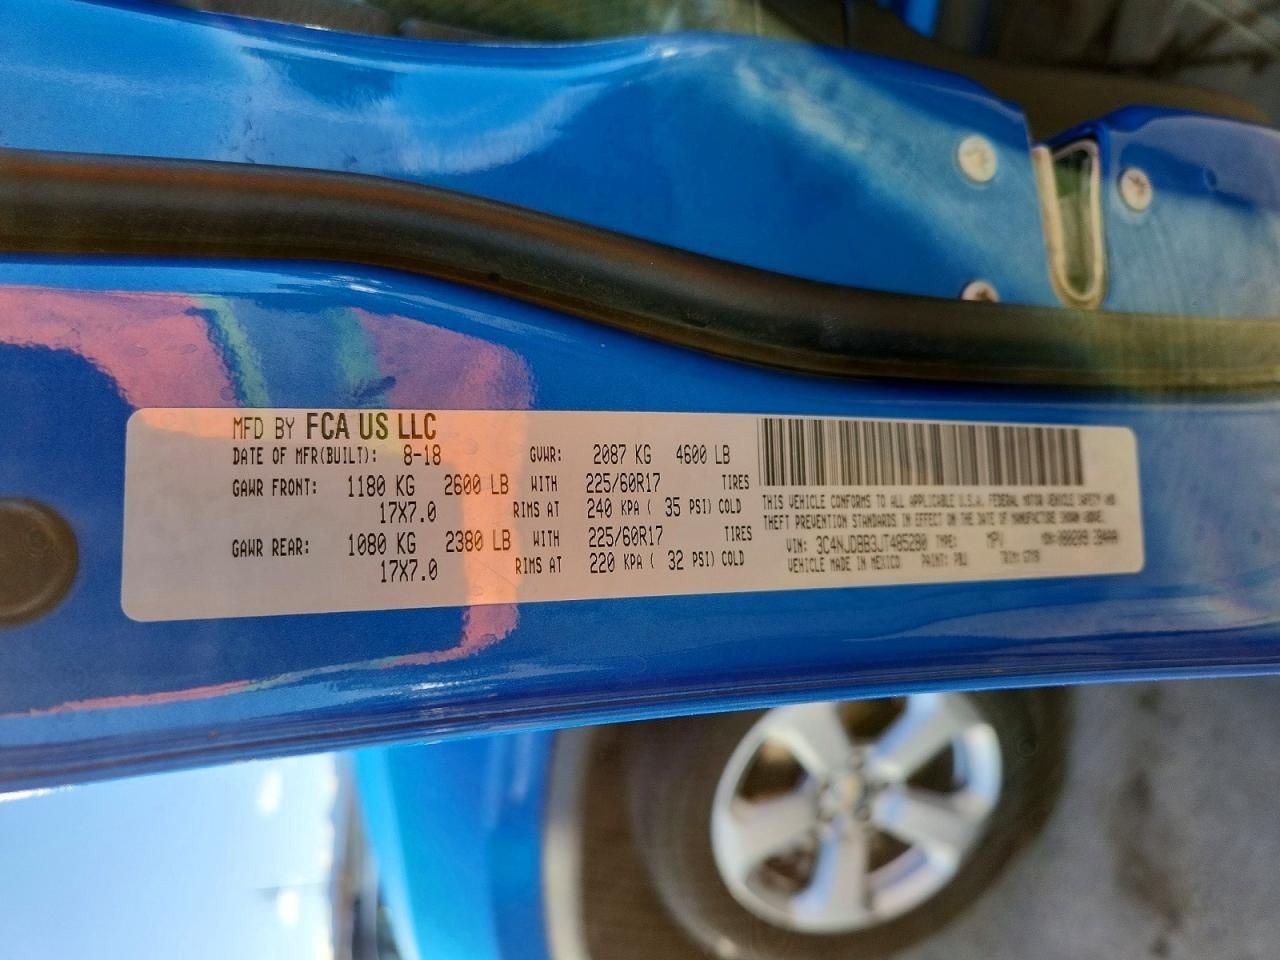 MFD BY FCA US LLC
DATE OF MFR(BUILT): 8-18 GVWR: 2087 KG 4600 LB
GAWR FRONT: 1180 KG 2600 LB WITH 225/60R17 TIRES
17X7.0 RIMS AT 240 KPA ( 35 PSI) COLD
GAWR REAR: 1080 KG 2380 LB WITH 225/60R17 TIRES
17X7.0 RIMS AT 220 KPA ( 32 PSI) COLD
THIS VEHICLE CONFORMS TO ALL APPLICABLE U.S.A. FEDERAL MOTOR VEHICLE SAFETY AND
THEFT PREVENTION STANDARDS IN EFFECT ON THE DATE OF MANUFACTURE SHOWN ABOVE.
VIN: 3C4NJDBB3JT485280 TYPE: MPV MDH:
VEHICLE MADE IN MEXICO PAINT: PBJ TRIM: